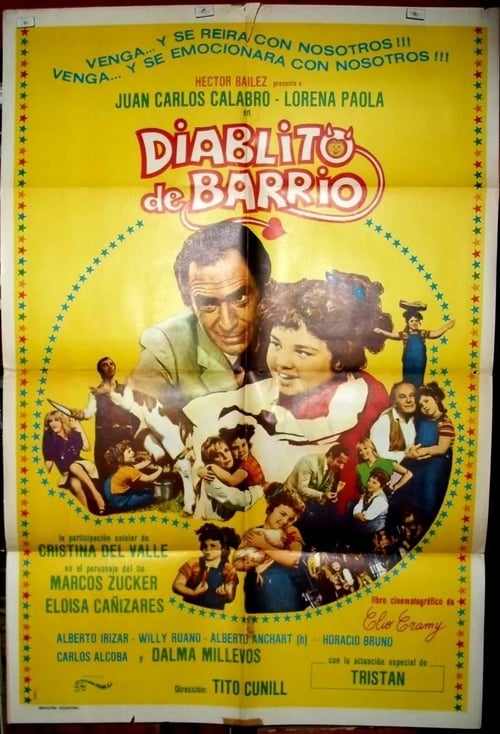 VENGA... Y SE REIRA CON NOSOTROS!!!
VENGA... Y SE EMOCIONARA CON NOSOTROS!!!
HECTOR BAILEZ presenta a
JUAN CARLOS CALABRO - LORENA PAOLA
en
DIABLITO
de BARRIO
la participación estelar de
CRISTINA DEL VALLE
en el personaje del tío
MARCOS ZUCKER
ELOISA CAÑIZARES
libro cinematográfico de
Elio Eramy
ALBERTO IRIZAR - WILLY RUANO - ALBERTO ANCHART (h) - HORACIO BRUNO
CARLOS ALCOBA y DALMA MILLEVOS
con la actuación especial de
TRISTAN
Dirección: TITO CUNILL
INDUSTRIA ARGENTINA